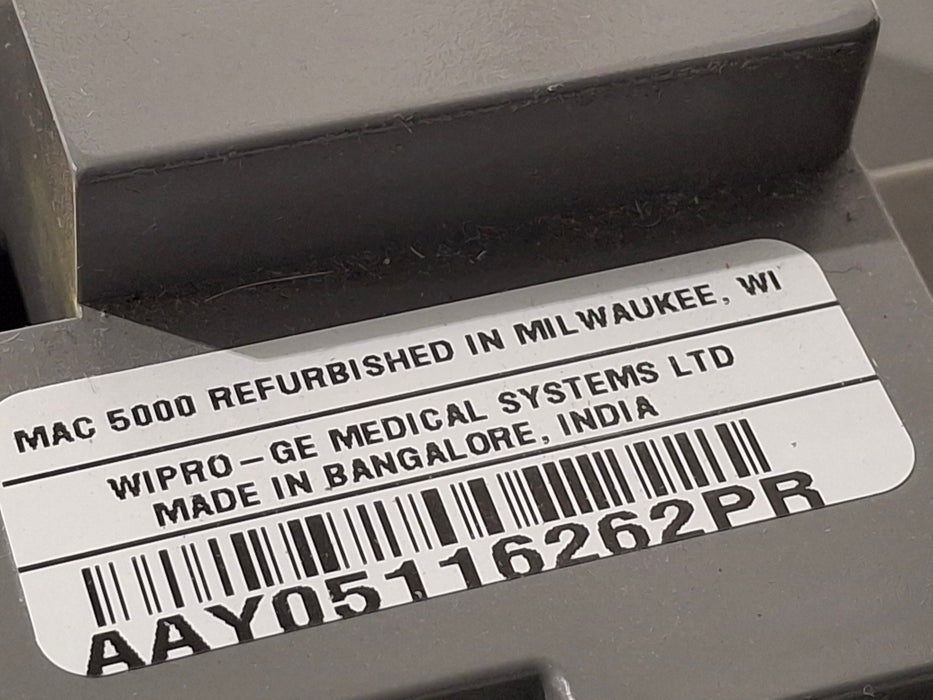 MAC 5000 REFURBISHED IN MILWAUKEE, WI
WIPRO-GE MEDICAL SYSTEMS LTD
MADE IN BANGALORE, INDIA
AAY05116262PR